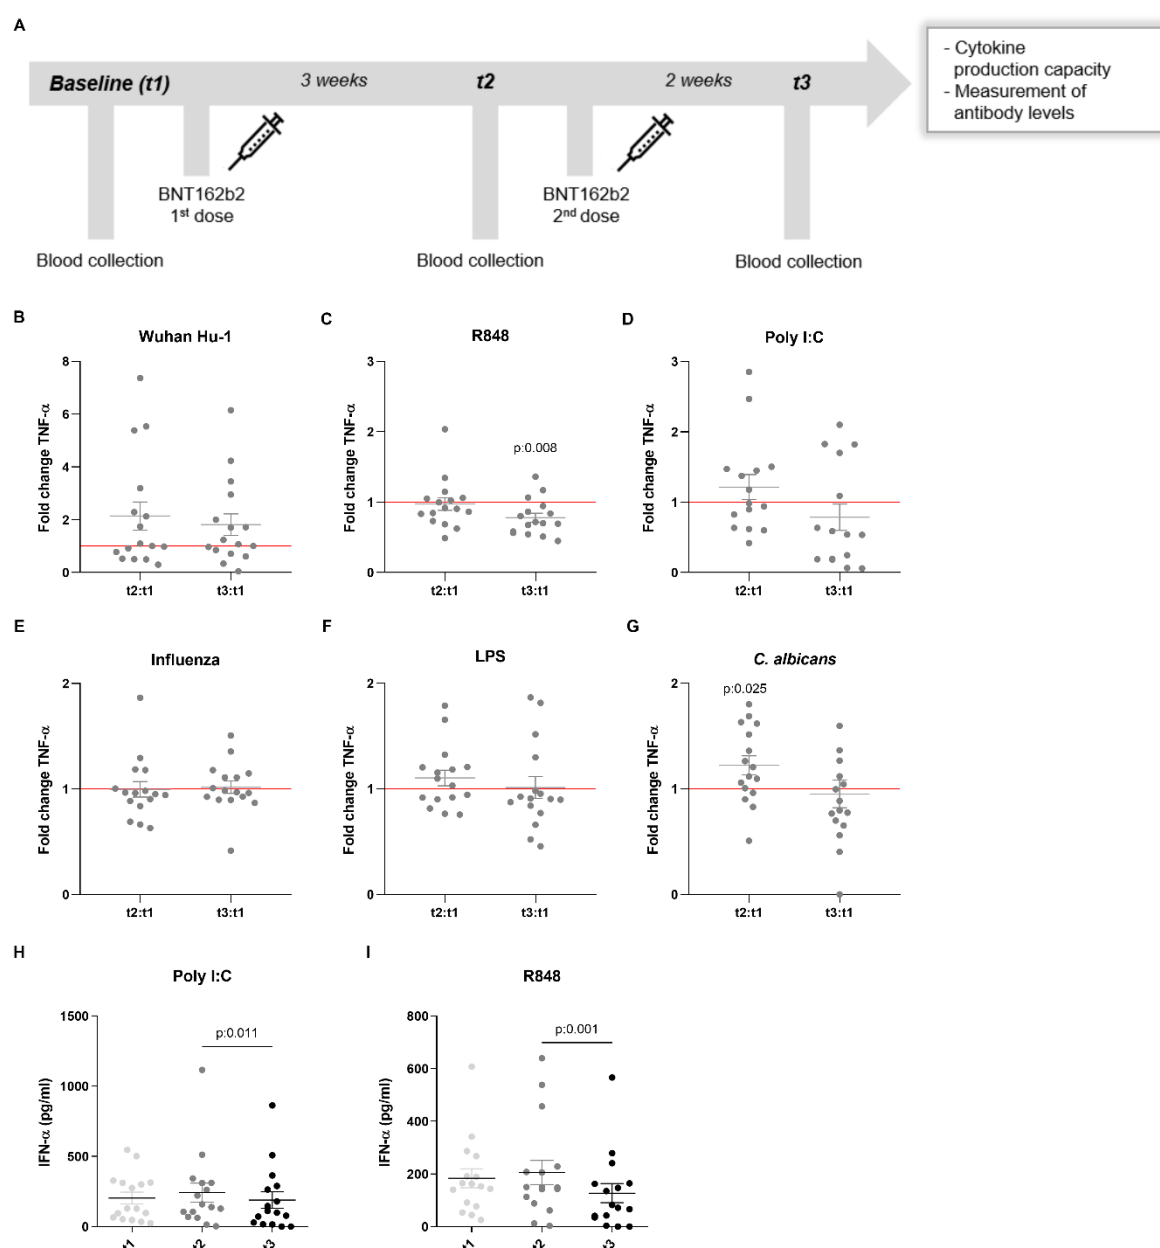 A
Baseline (t1)
3 weeks
t2
2 weeks
t3
- Cytokine
production capacity
- Measurement of
antibody levels
BNT162b2
1st dose
BNT162b2
2nd dose
Blood collection
Blood collection
Blood collection
B
Wuhan Hu-1
Fold change TNF-α
8
6
4
2
0
t2:t1
t3:t1
C
R848
Fold change TNF-α
3
2
1
0
p:0.008
t2:t1
t3:t1
D
Poly I:C
Fold change TNF-α
3
2
1
0
t2:t1
t3:t1
E
Influenza
Fold change TNF-α
2
1
0
t2:t1
t3:t1
F
LPS
Fold change TNF-α
2
1
0
t2:t1
t3:t1
G
C. albicans
Fold change TNF-α
2
1
0
p:0.025
t2:t1
t3:t1
H
Poly I:C
IFN-α (pg/ml)
1500
1000
500
0
p:0.011
t1
t2
t3
I
R848
IFN-α (pg/ml)
800
600
400
200
0
p:0.001
t1
t2
t3